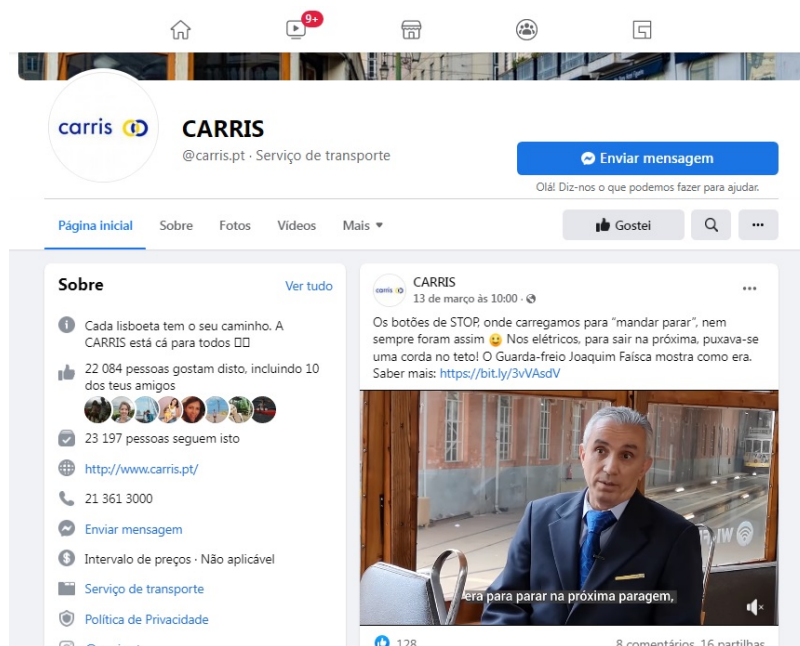 9+
carris
CARRIS
@carris.pt · Serviço de transporte
Enviar mensagem
Olá! Diz-nos o que podemos fazer para ajudar.
Página inicial
Sobre
Fotos
Vídeos
Mais
Gostei
Sobre
Ver tudo
Cada lisboeta tem o seu caminho. A
CARRIS está cá para todos
22 084 pessoas gostam disto, incluindo 10
dos teus amigos
23 197 pessoas seguem isto
http://www.carris.pt/
21 361 3000
Enviar mensagem
Intervalo de preços · Não aplicável
Serviço de transporte
Política de Privacidade
carris
CARRIS
13 de março às 10:00 ·
Os botões de STOP, onde carregamos para “mandar parar”, nem
sempre foram assim 😉 Nos elétricos, para sair na próxima, puxava-se
uma corda no teto! O Guarda-freio Joaquim Faísca mostra como era.
Saber mais: https://bit.ly/3vVAsdV
era para parar na próxima paragem,
128
8 comentários 16 partilhas